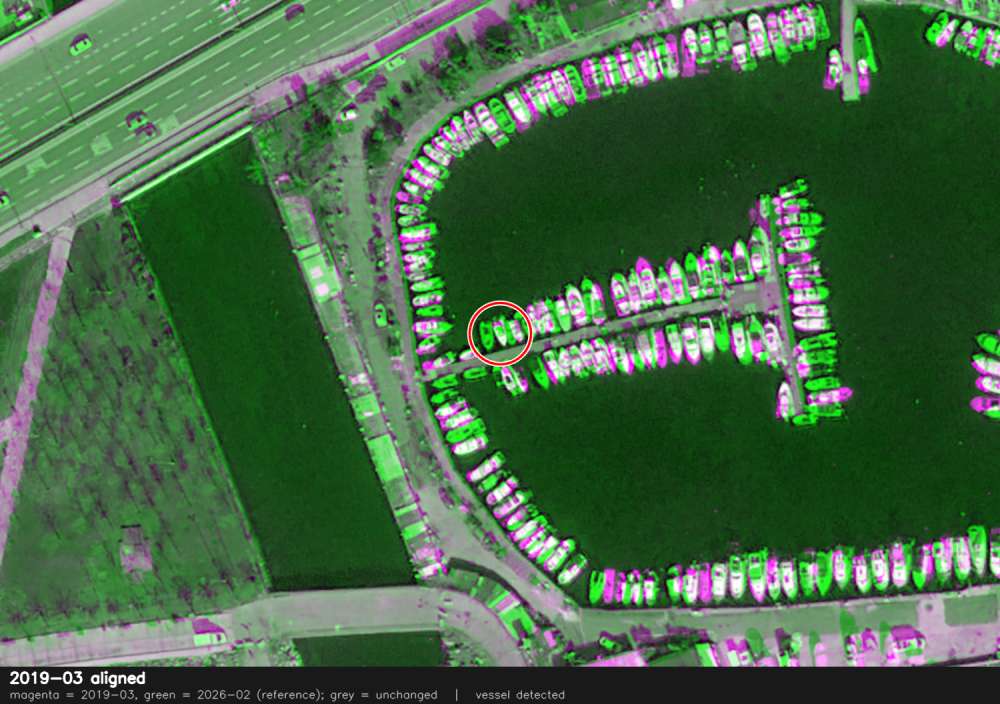 2019-03 aligned
magenta = 2019-03, green = 2026-02 (reference); grey = unchanged | vessel detected